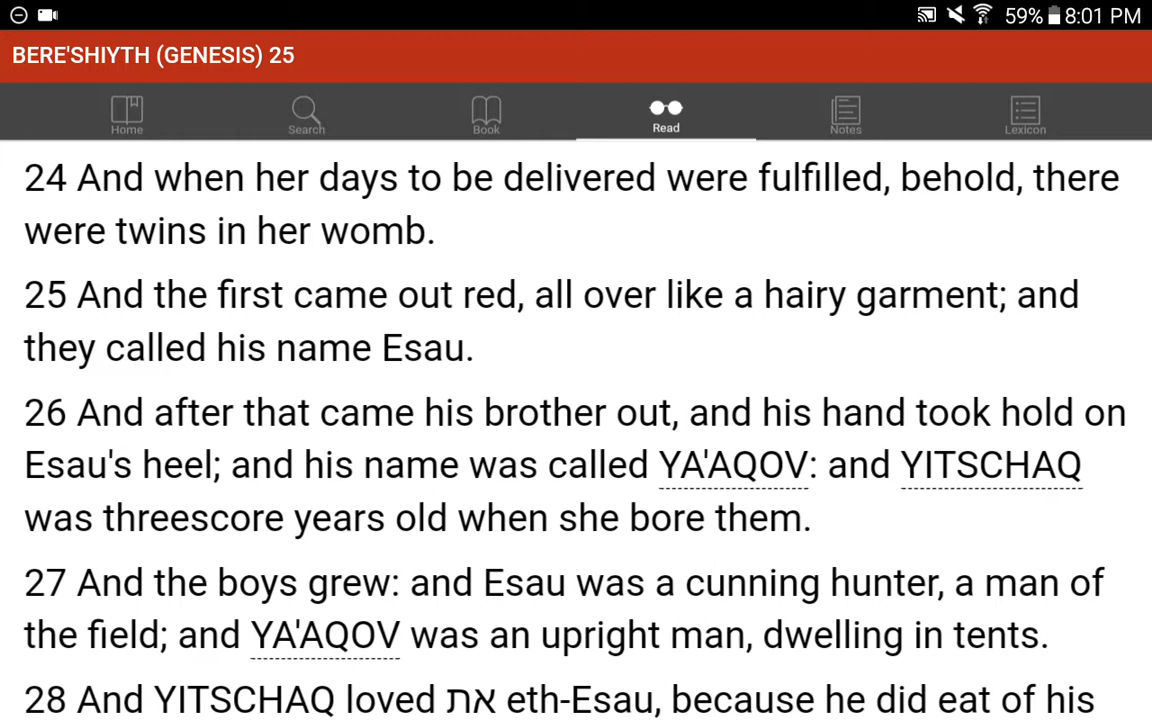 59% 8:01 PM
BERE'SHIYTH (GENESIS) 25
Home Search Book Read Notes Lexicon
24 And when her days to be delivered were fulfilled, behold, there
were twins in her womb.
25 And the first came out red, all over like a hairy garment; and
they called his name Esau.
26 And after that came his brother out, and his hand took hold on
Esau's heel; and his name was called YA'AQOV: and YITSCHAQ
was threescore years old when she bore them.
27 And the boys grew: and Esau was a cunning hunter, a man of
the field; and YA'AQOV was an upright man, dwelling in tents.
28 And YITSCHAQ loved את eth-Esau, because he did eat of his